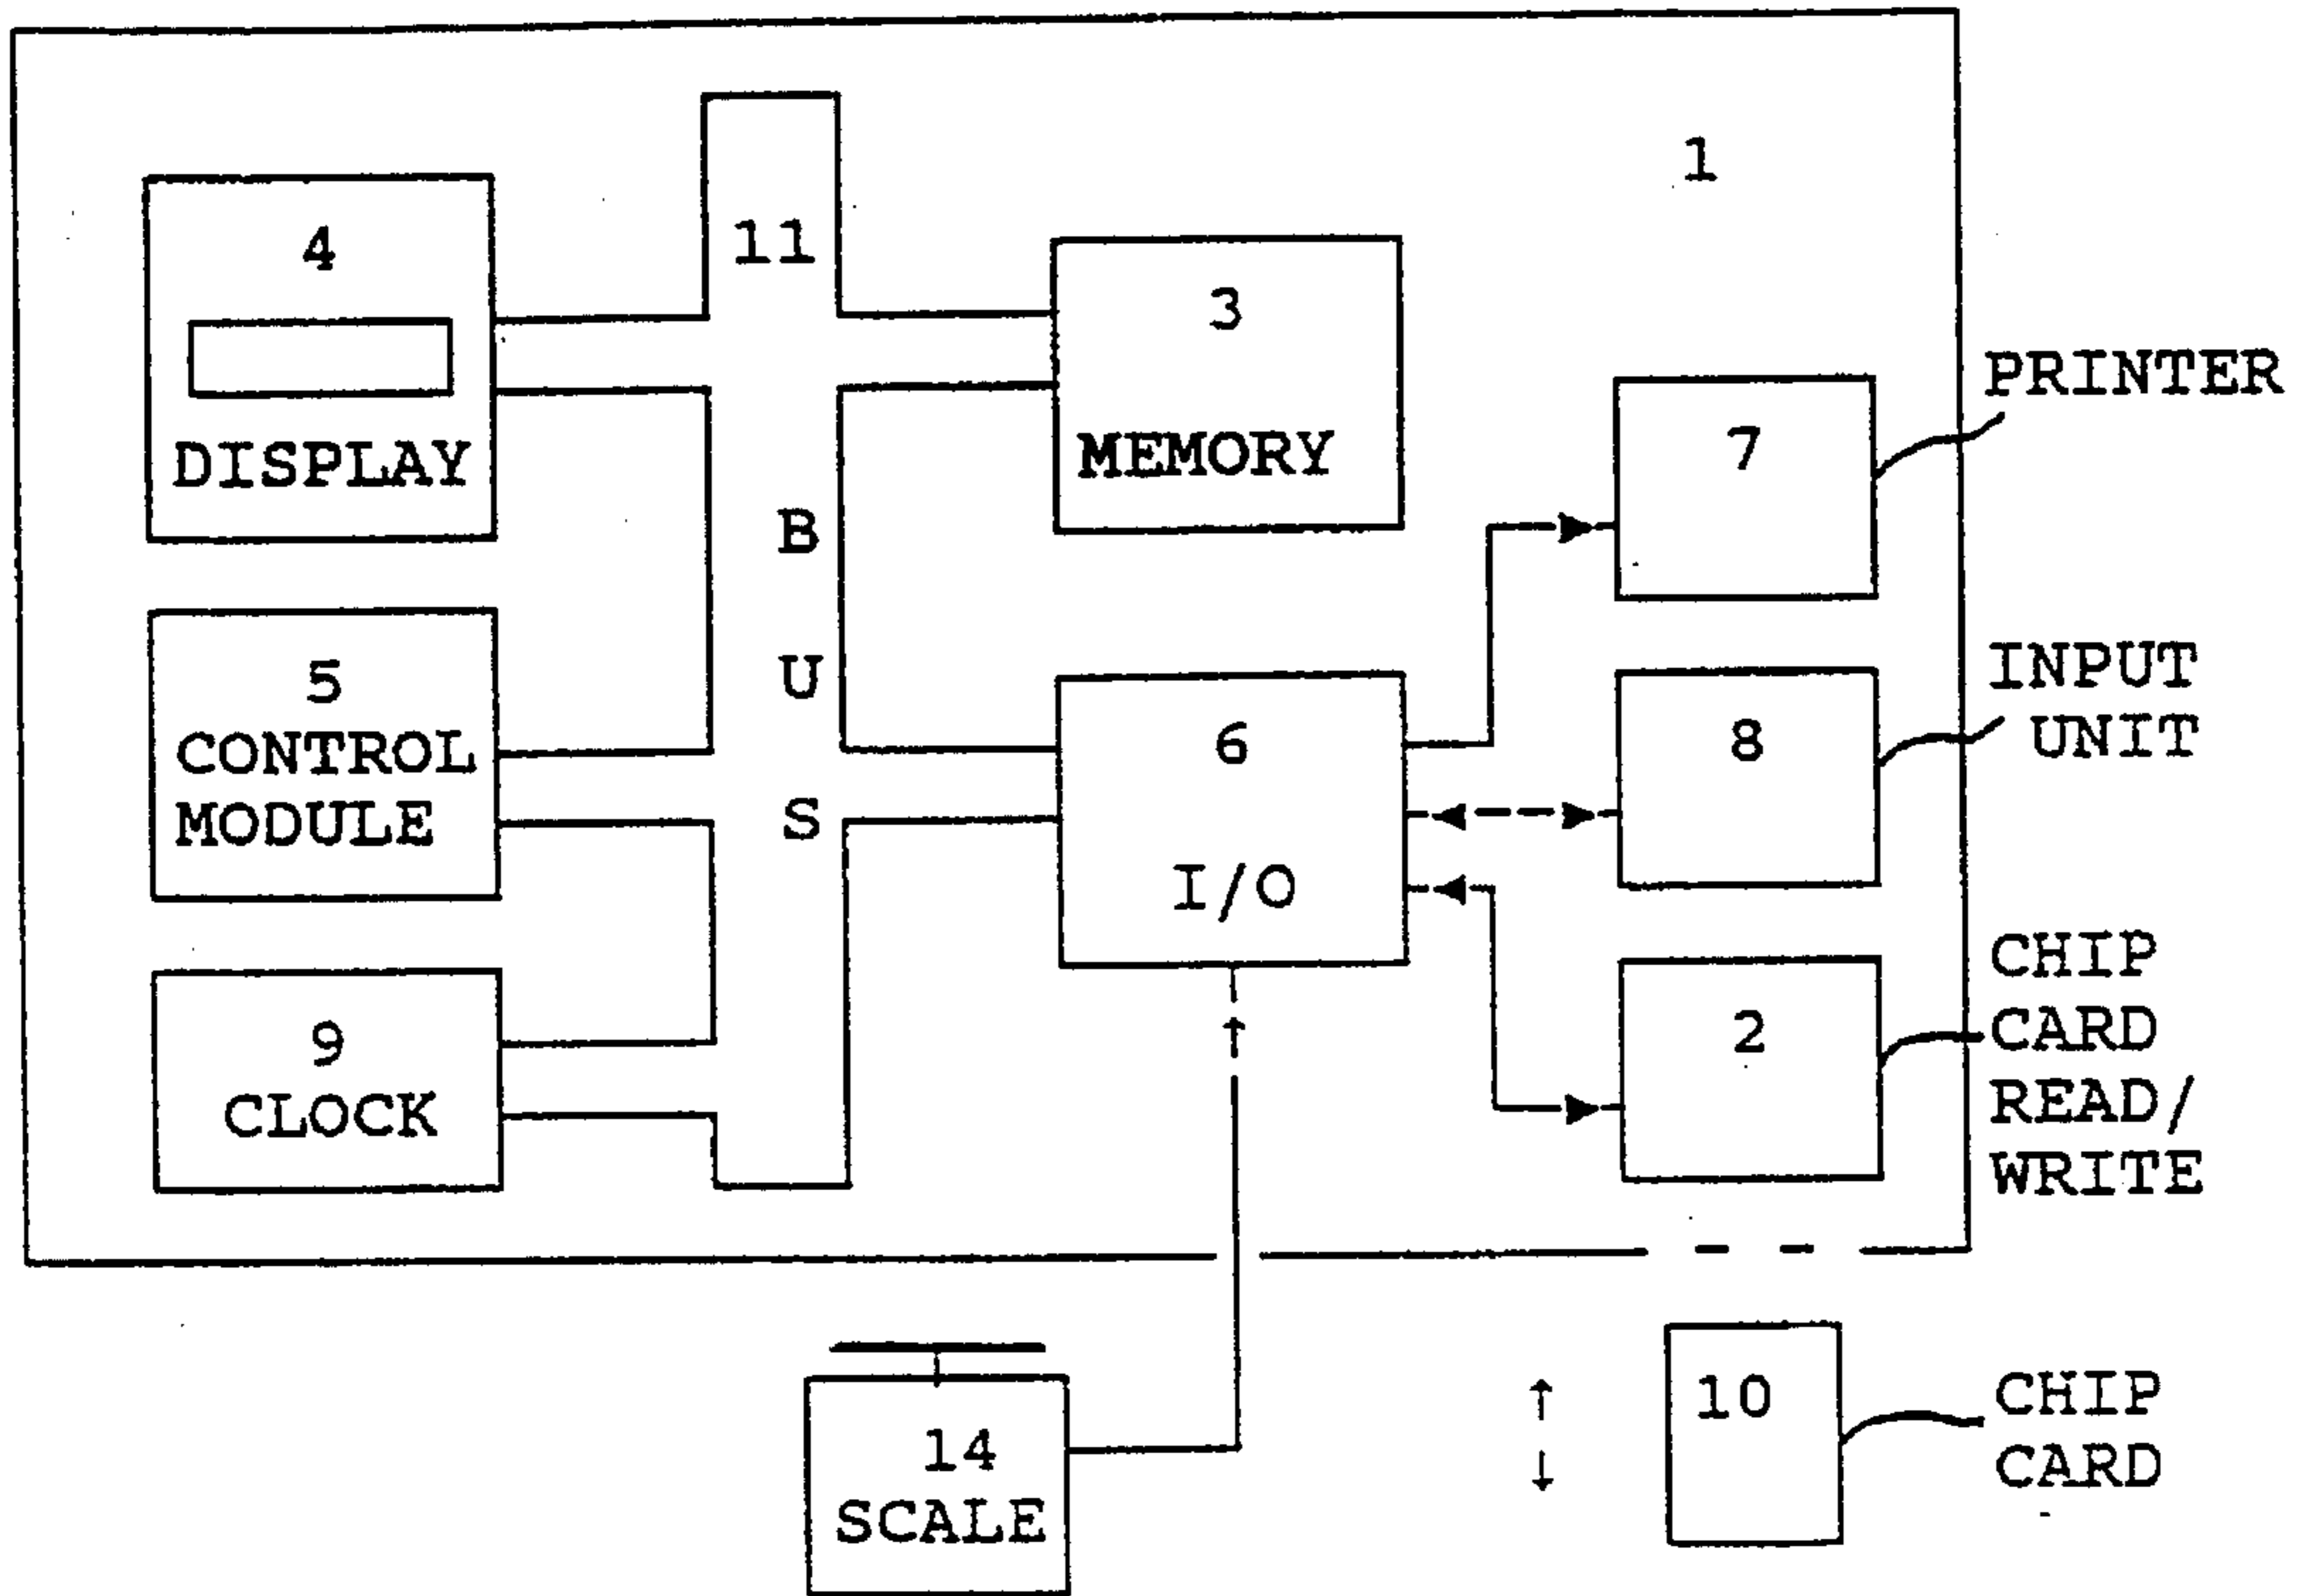 1
11
4
DISPLAY
3
MEMORY
BUS
5
CONTROL
MODULE
6
I/O
9
CLOCK
7
PRINTER
8
INPUT
UNIT
2
CHIP
CARD
READ/
WRITE
14
SCALE
10
CHIP
CARD